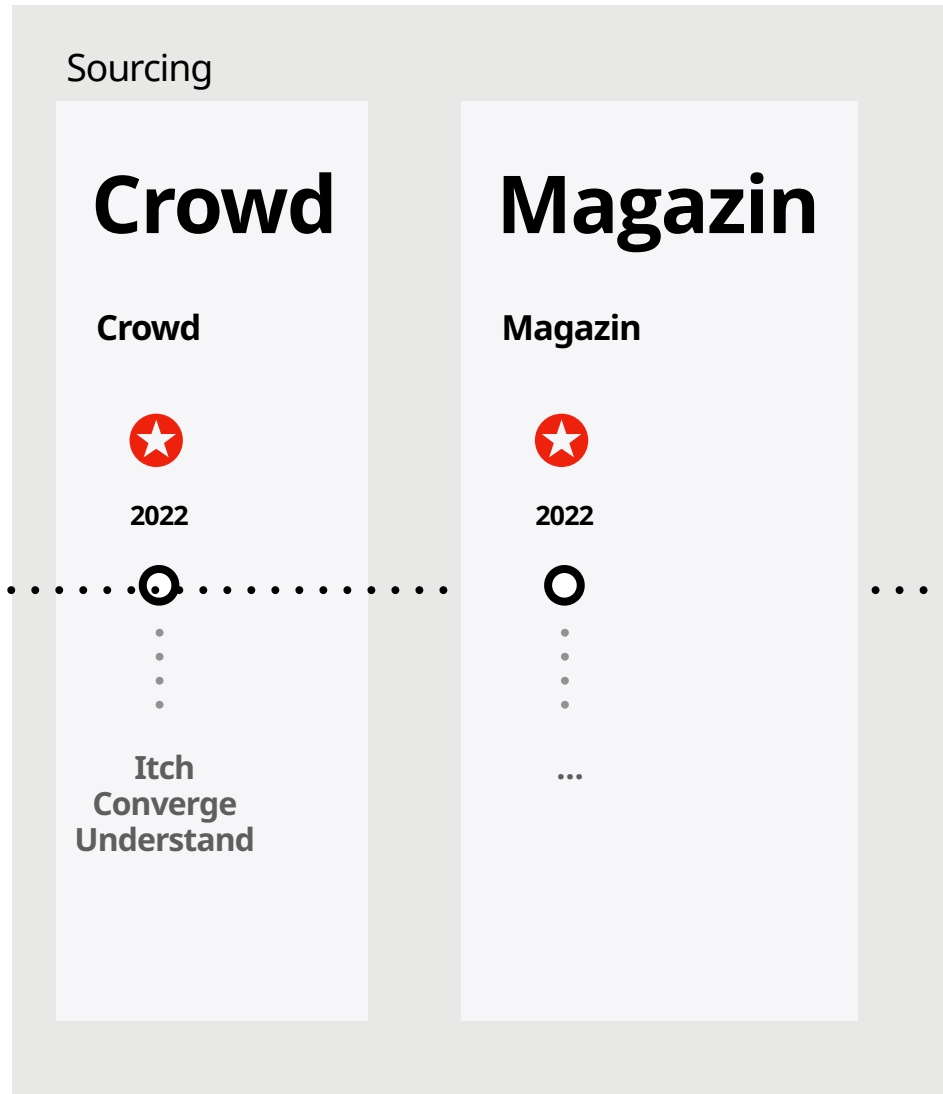 Sourcing
Crowd
Magazin
Crowd
Magazin
2022
2022
Itch
Converge
Understand
...